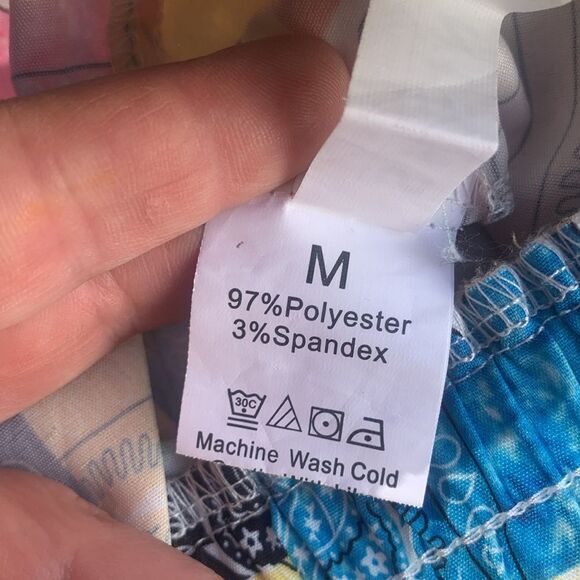 M
97%Polyester
3%Spandex
30C
Machine Wash Cold